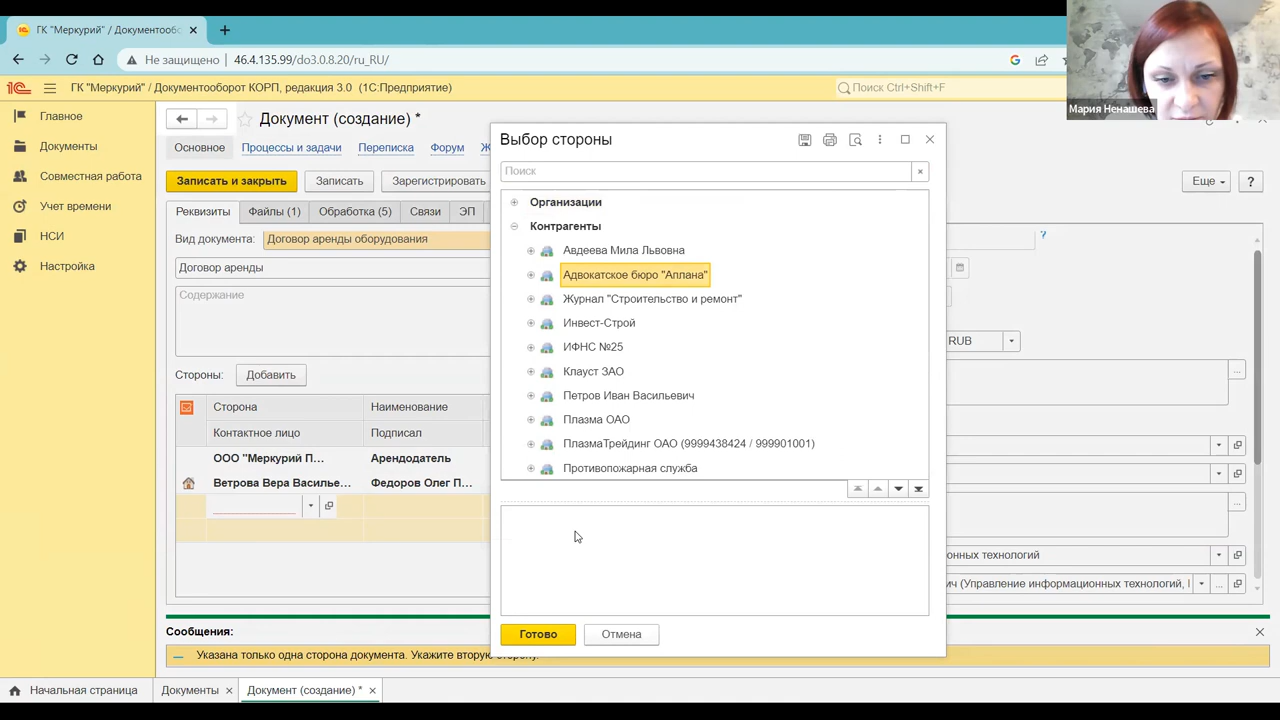 ГК "Меркурий" / Документооб
Не защищено 46.4.135.99/do3.0.8.20/ru_RU/
Мария Ненашева
1С ГК "Меркурий" / Документооборот КОРП, редакция 3.0 (1С:Предприятие)
Поиск Ctrl+Shift+F
Главное
Документы
Совместная работа
Учет времени
НСИ
Настройка
Документ (создание) *
Основное Процессы и задачи Переписка Форум Ж
Записать и закрыть Записать Зарегистрировать
Еще ?
Реквизиты Файлы (1) Обработка (5) Связи ЭП
Вид документа: Договор аренды оборудования
?
Договор аренды
Содержание
RUB
Стороны: Добавить
Сторона Наименование
Контактное лицо Подписал
ООО "Меркурий П... Арендодатель
Ветрова Вера Василье... Федоров Олег П...
онных технологий
ич (Управление информационных технологий, I
Выбор стороны
Поиск
Организации
Контрагенты
Авдеева Мила Львовна
Адвокатское бюро "Аплана"
Журнал "Строительство и ремонт"
Инвест-Строй
ИФНС №25
Клауст ЗАО
Петров Иван Васильевич
Плазма ОАО
ПлазмаТрейдинг ОАО (9999438424 / 999901001)
Противопожарная служба
Готово Отмена
Сообщения:
Указана только одна сторона документа. Укажите вторую сторону.
Начальная страница Документы Документ (создание) *